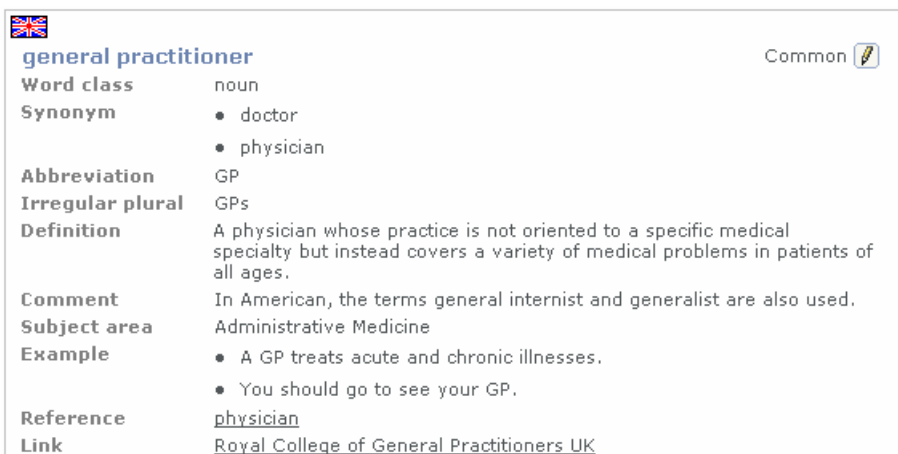 general practitioner Common
Word class noun
Synonym • doctor
• physician
Abbreviation GP
Irregular plural GPs
Definition A physician whose practice is not oriented to a specific medical
specialty but instead covers a variety of medical problems in patients of
all ages.
Comment In American, the terms general internist and generalist are also used.
Subject area Administrative Medicine
Example • A GP treats acute and chronic illnesses.
• You should go to see your GP.
Reference physician
Link Royal College of General Practitioners UK